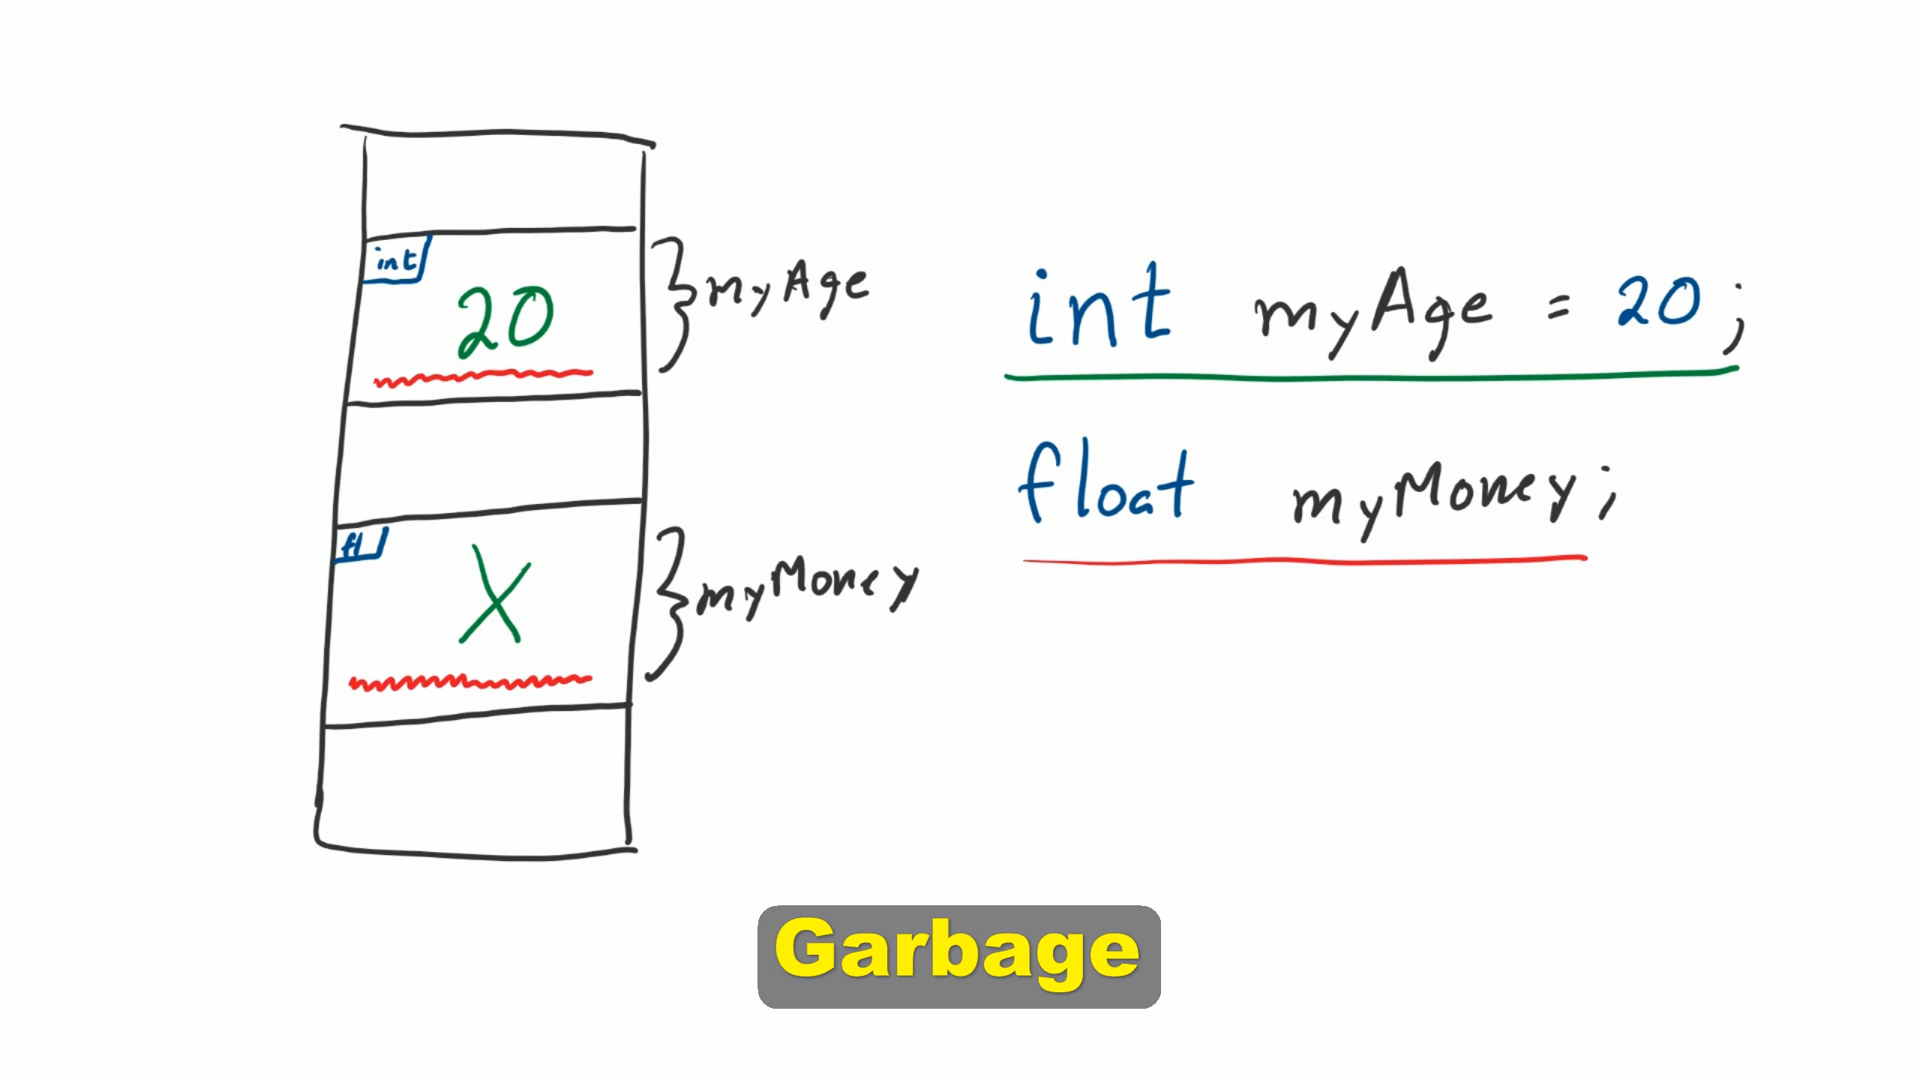 int
20
myAge
int myAge = 20;
float myMoney;
fl
X
myMoney
Garbage